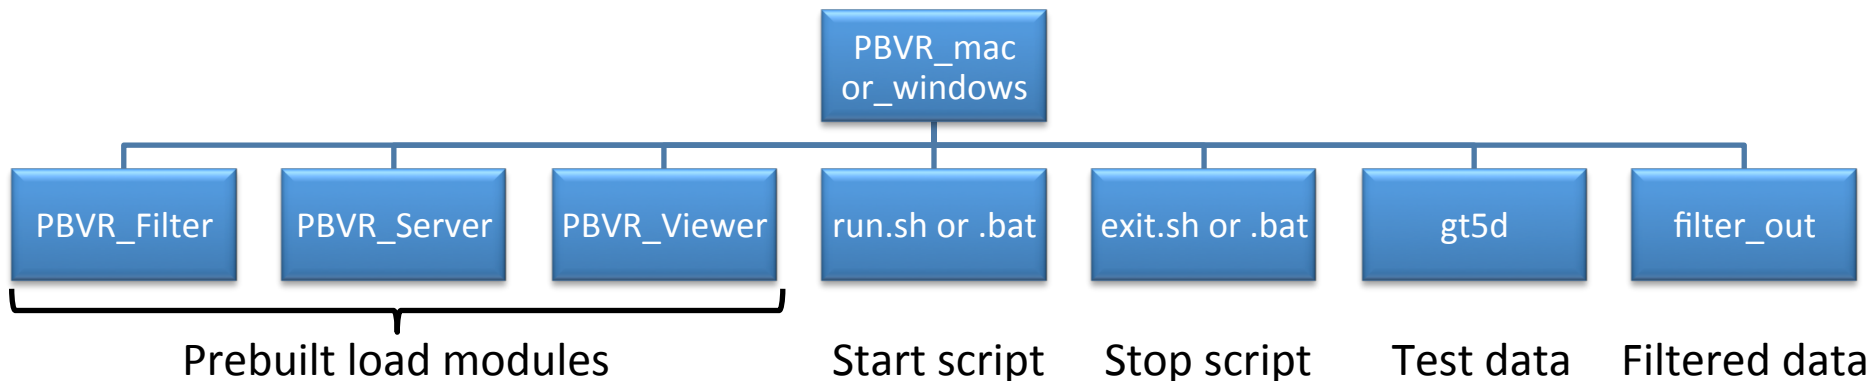 PBVR_mac
or_windows
PBVR_Filter
PBVR_Server
PBVR_Viewer
run.sh or .bat
exit.sh or .bat
gt5d
filter_out
Prebuilt load modules
Start script
Stop script
Test data
Filtered data